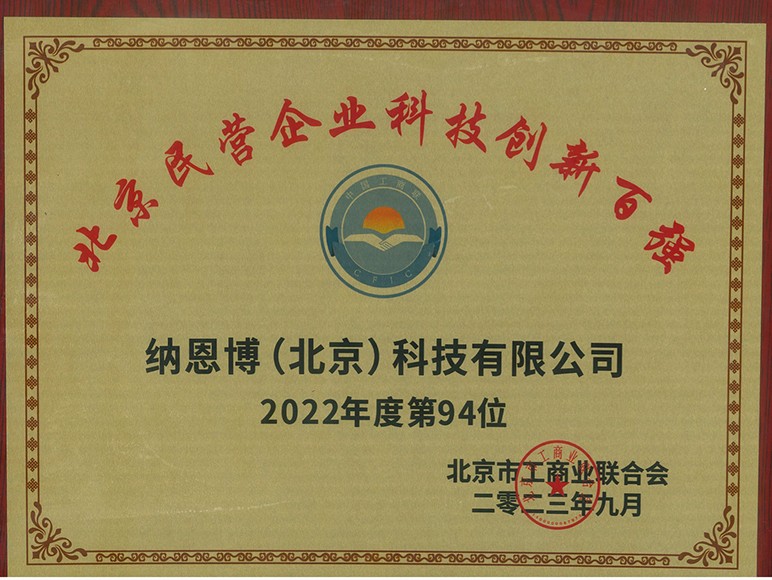 北京民营企业科技创新百强
中国工商联
CFIC
纳恩博（北京）科技有限公司
2022年度第94位
北京市工商业联合会
二零二三年九月